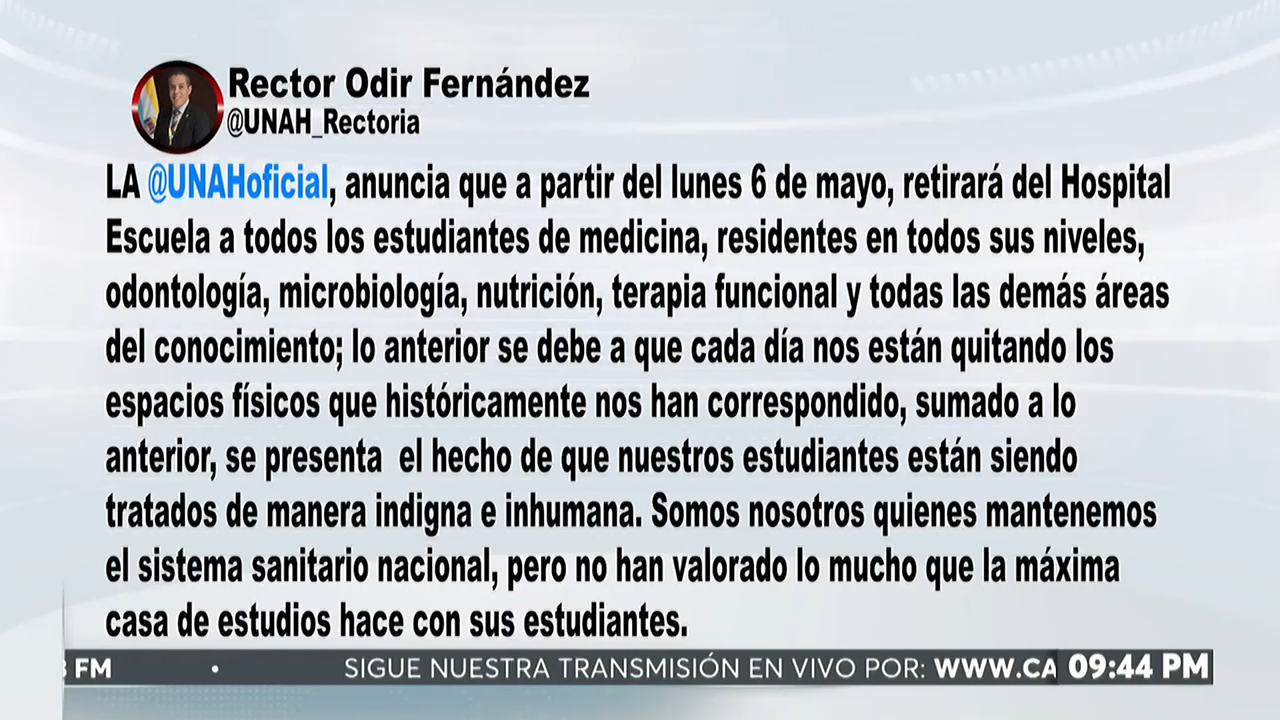 Rector Odir Fernández
@UNAH_Rectoria
LA @UNAHoficial, anuncia que a partir del lunes 6 de mayo, retirará del Hospital
Escuela a todos los estudiantes de medicina, residentes en todos sus niveles,
odontología, microbiología, nutrición, terapia funcional y todas las demás áreas
del conocimiento; lo anterior se debe a que cada día nos están quitando los
espacios físicos que históricamente nos han correspondido, sumado a lo
anterior, se presenta el hecho de que nuestros estudiantes están siendo
tratados de manera indigna e inhumana. Somos nosotros quienes mantenemos
el sistema sanitario nacional, pero no han valorado lo mucho que la máxima
casa de estudios hace con sus estudiantes.
FM • SIGUE NUESTRA TRANSMISIÓN EN VIVO POR: WWW.CA 09:44 PM